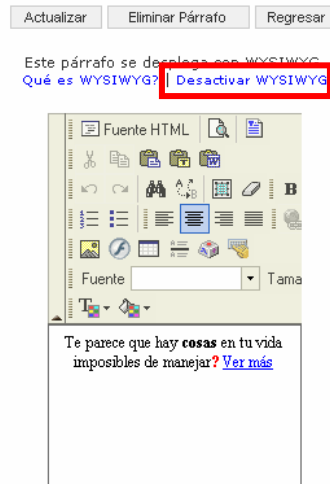 Actualizar Eliminar Párrafo Regresar
Este párrafo se despliega con WYSIWYG
Qué es WYSIWYG? | Desactivar WYSIWYG
Fuente HTML
B
Fuente Tama
T
Te parece que hay cosas en tu vida
imposibles de manejar? Ver más